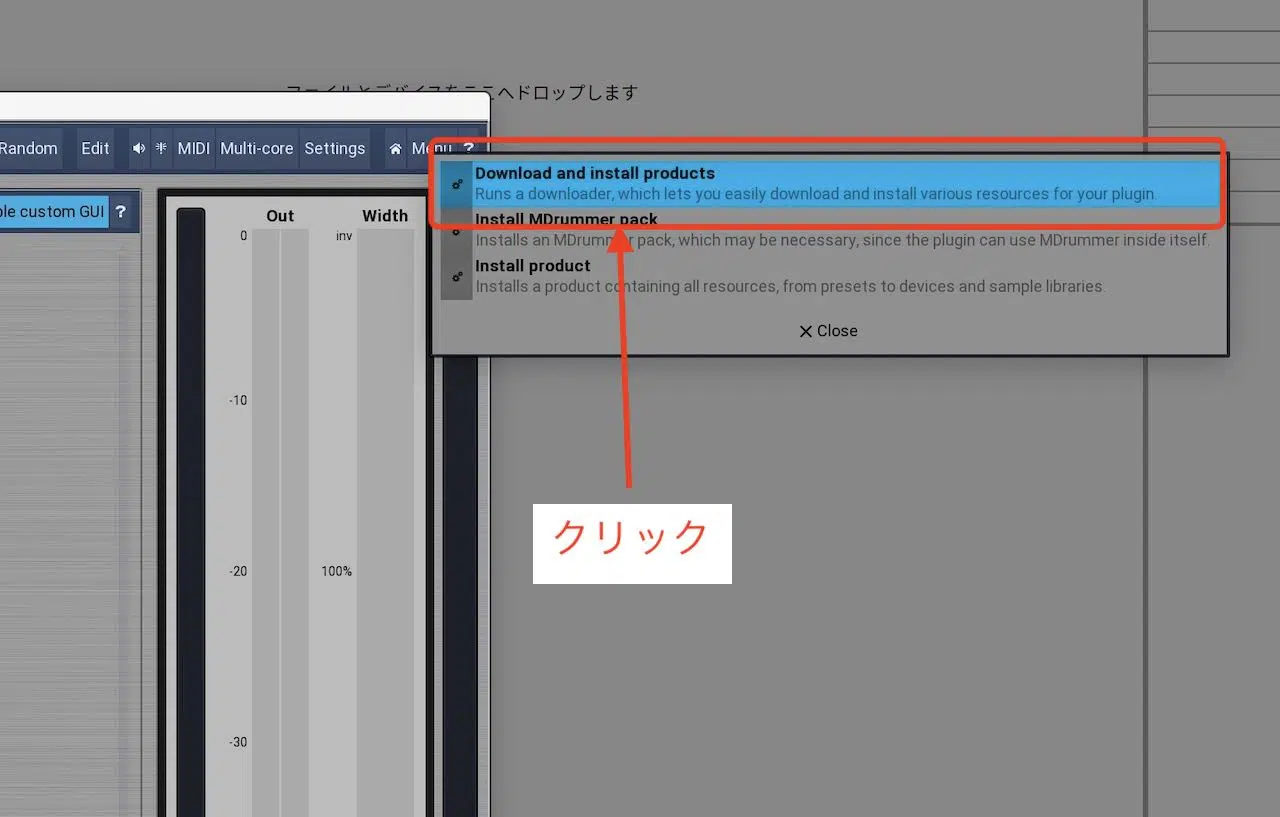 ファイルとデバイスをここへドロップします
Random Edit MIDI Multi-core Settings Menu ?
Download and install products
Runs a downloader, which lets you easily download and install various resources for your plugin.
ble custom GUI ?
Out Width
Install MDrummer pack
Installs an MDrummer pack, which may be necessary, since the plugin can use MDrummer inside itself.
0 inv
Install product
Installs a product containing all resources, from presets to devices and sample libraries.
Close
-10
クリック
-20 100%
-30